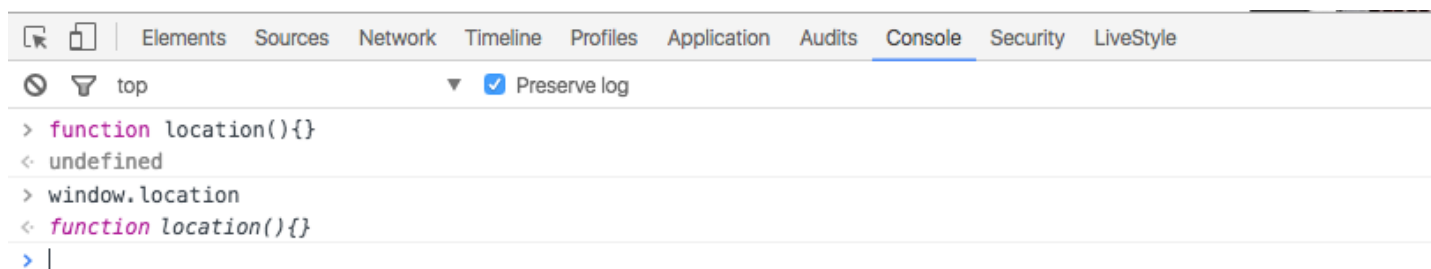 Elements Sources Network Timeline Profiles Application Audits Console Security LiveStyle
top Preserve log
> function location(){}
< undefined
> window.location
< function location(){}
>